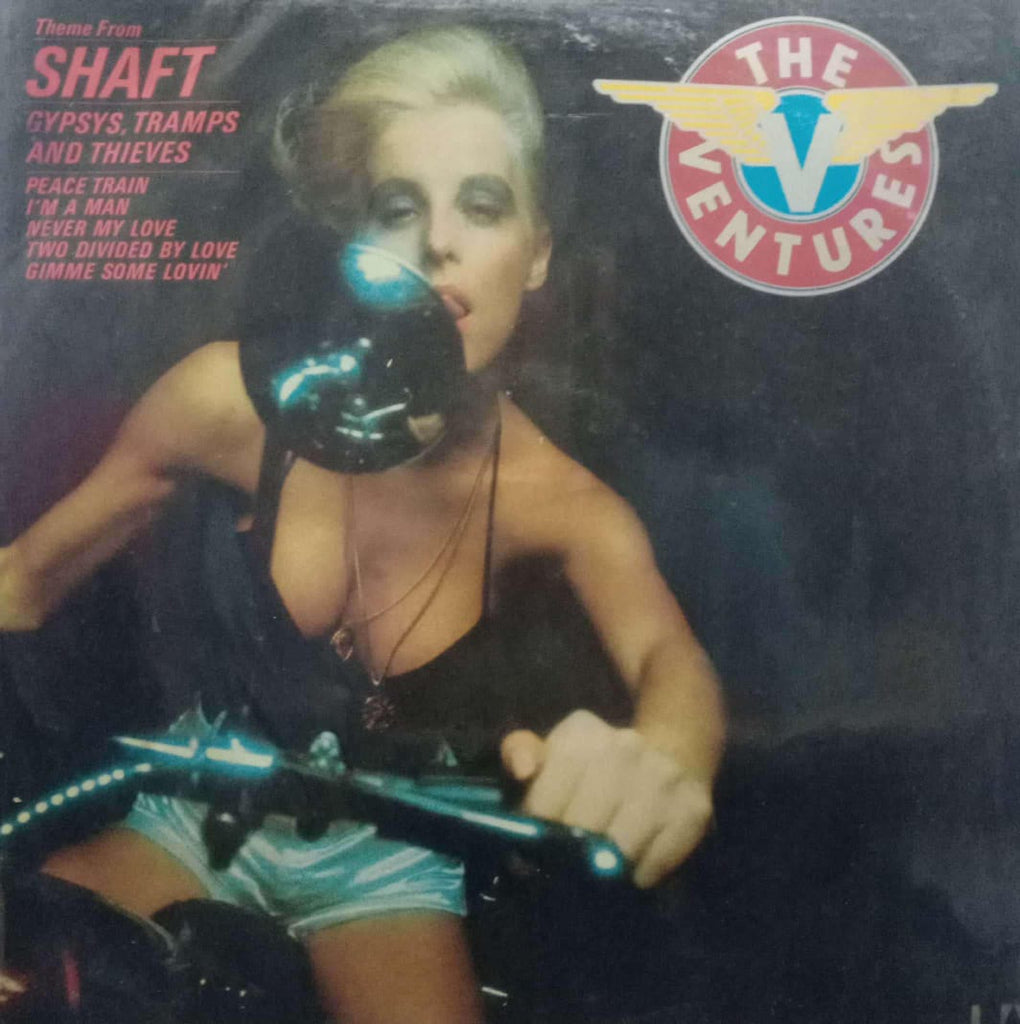 Theme From
SHAFT
GYPSYS, TRAMPS
AND THIEVES
PEACE TRAIN
I'M A MAN
NEVER MY LOVE
TWO DIVIDED BY LOVE
GIMME SOME LOVIN'
THE
V
VENTURES